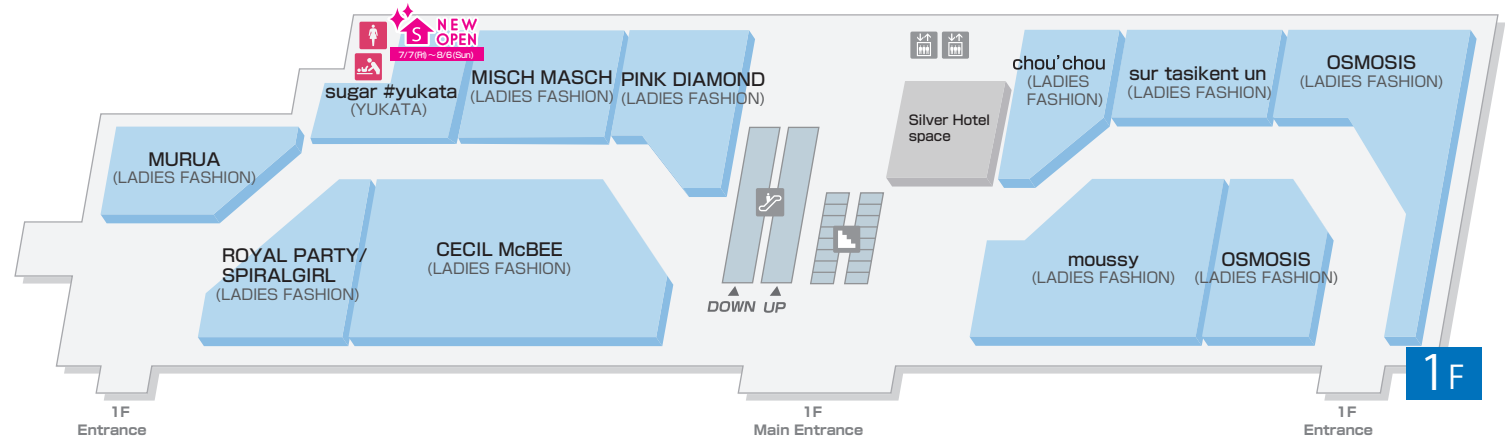 S
NEW
OPEN
7/7(Fri)～8/6(Sun)
sugar #yukata
(YUKATA)
MISCH MASCH
(LADIES FASHION)
PINK DIAMOND
(LADIES FASHION)
chou'chou
(LADIES
FASHION)
sur tasikent un
(LADIES FASHION)
OSMOSIS
(LADIES FASHION)
Silver Hotel
space
MURUA
(LADIES FASHION)
ROYAL PARTY/
SPIRALGIRL
(LADIES FASHION)
CECIL McBEE
(LADIES FASHION)
moussy
(LADIES FASHION)
OSMOSIS
(LADIES FASHION)
DOWN UP
1F
1F
Entrance
1F
Main Entrance
1F
Entrance